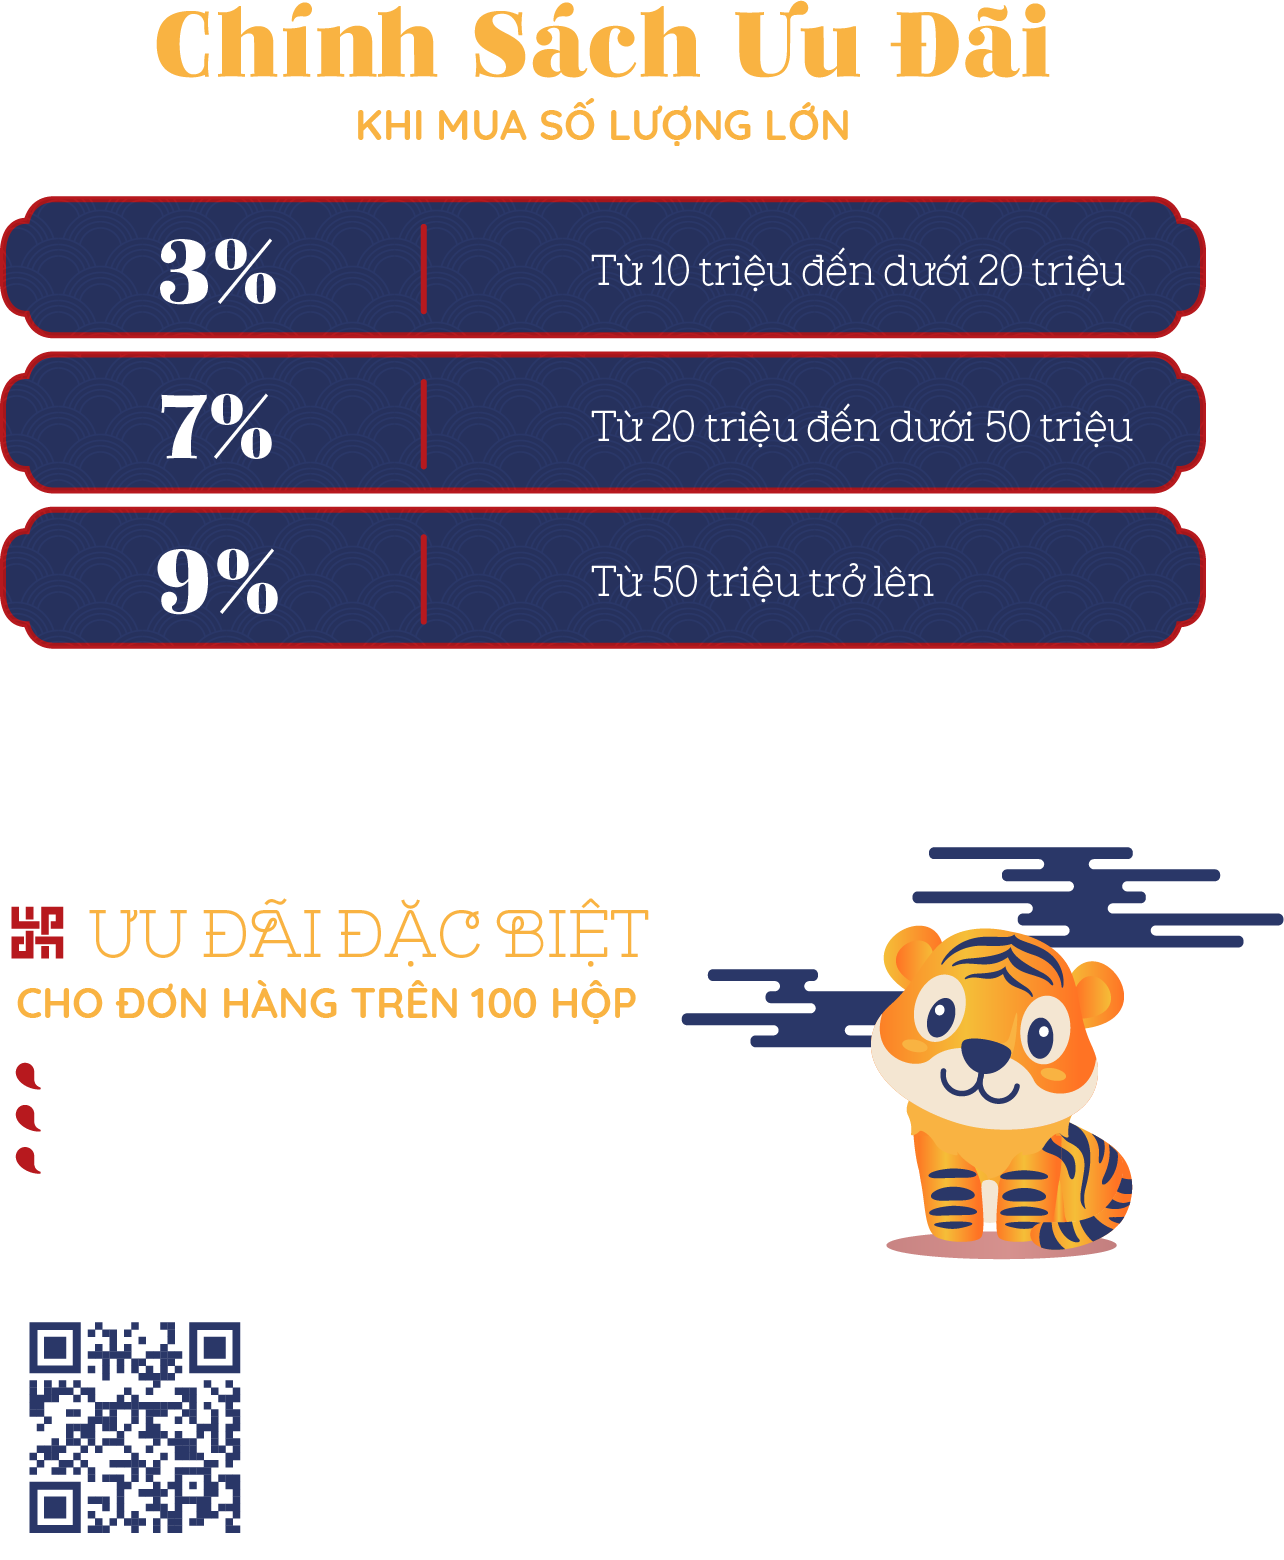 Chính Sách Ưu Đãi
KHI MUA SỐ LƯỢNG LỚN
3% Từ 10 triệu đến dưới 20 triệu
7% Từ 20 triệu đến dưới 50 triệu
9% Từ 50 triệu trở lên
ƯU ĐÃI ĐẶC BIỆT
CHO ĐƠN HÀNG TRÊN 100 HỘP